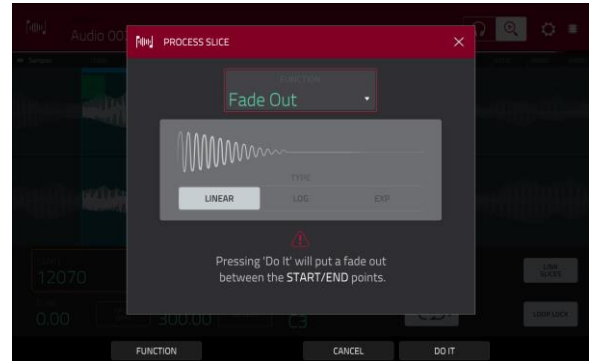 Audio 00
PROCESS SLICE
FUNCTION
Fade Out
TYPE
LINEAR LOG EXP
Pressing 'Do It' will put a fade out
between the START/END points.
12070
LINK
SLICES
0.00
300.00
C3
LOOP LOCK
FUNCTION CANCEL DO IT